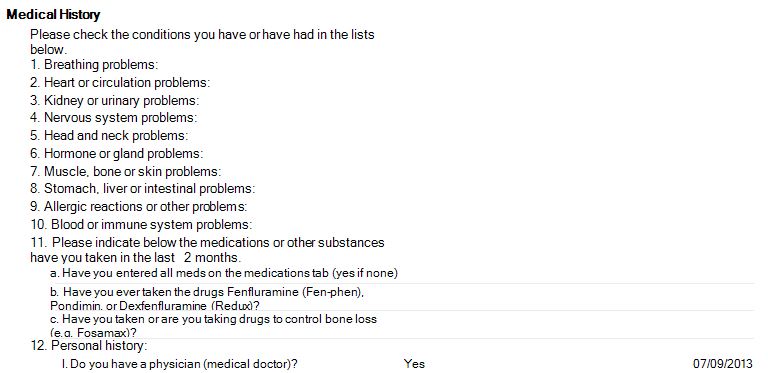 Medical History
Please check the conditions you have or have had in the lists
below.
1. Breathing problems:
2. Heart or circulation problems:
3. Kidney or urinary problems:
4. Nervous system problems:
5. Head and neck problems:
6. Hormone or gland problems:
7. Muscle, bone or skin problems:
8. Stomach, liver or intestinal problems:
9. Allergic reactions or other problems:
10. Blood or immune system problems:
11. Please indicate below the medications or other substances
have you taken in the last 2 months.
a. Have you entered all meds on the medications tab (yes if none)
b. Have you ever taken the drugs Fenfluramine (Fen-phen),
Pondimin, or Dexfenfluramine (Redux)?
c. Have you taken or are you taking drugs to control bone loss
(e.g. Fosamax)?
12. Personal history:
I. Do you have a physician (medical doctor)? Yes 07/09/2013